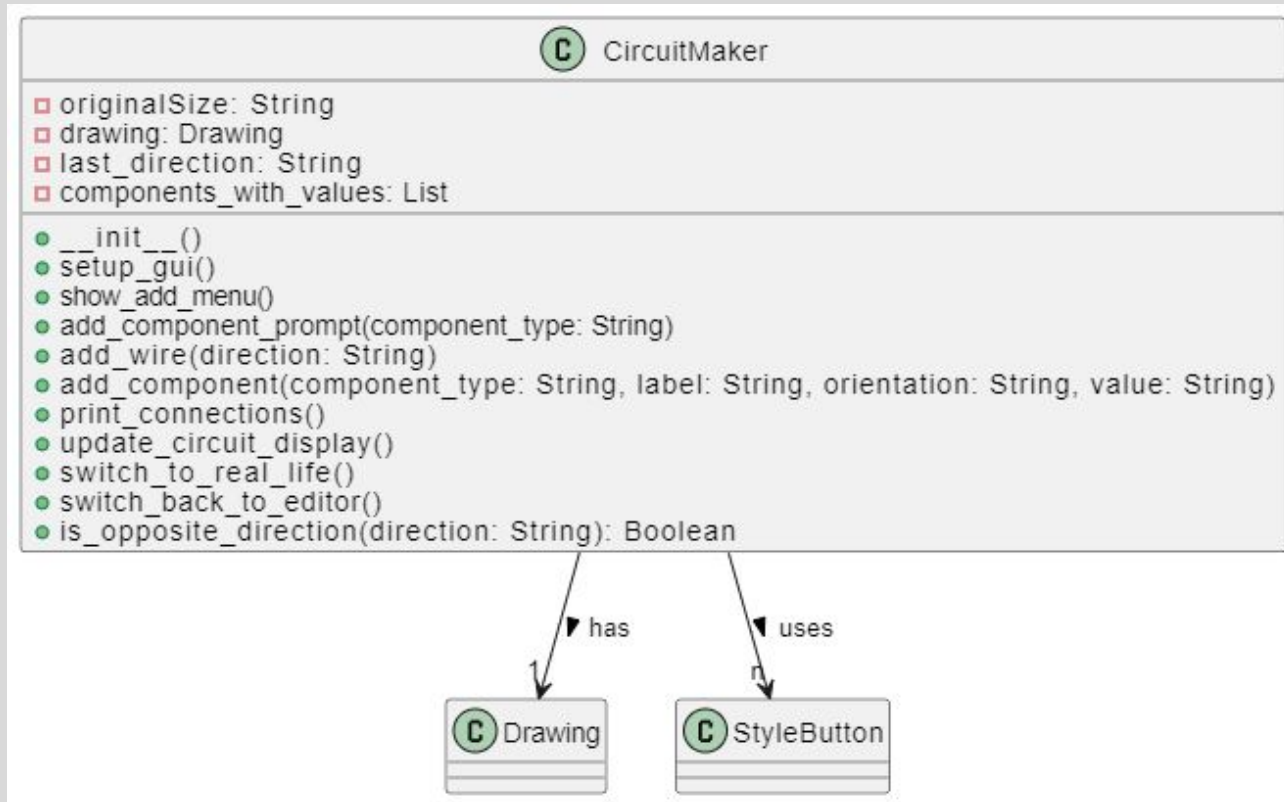 C CircuitMaker
originalSize: String
drawing: Drawing
last_direction: String
components_with_values: List
__init__()
setup_gui()
show_add_menu()
add_component_prompt(component_type: String)
add_wire(direction: String)
add_component(component_type: String, label: String, orientation: String, value: String)
print_connections()
update_circuit_display()
switch_to_real_life()
switch_back_to_editor()
is_opposite_direction(direction: String): Boolean
has
uses
1
n
C Drawing
C StyleButton